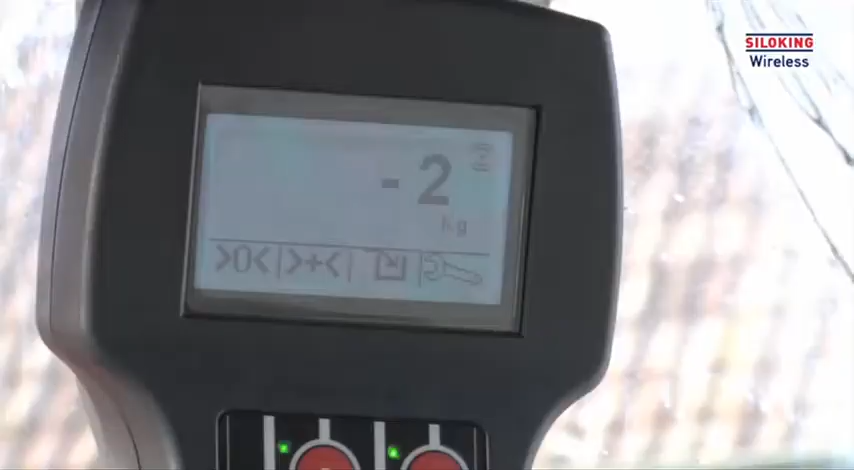 SILOKING
Wireless
- 2
Kg
>0< >+<